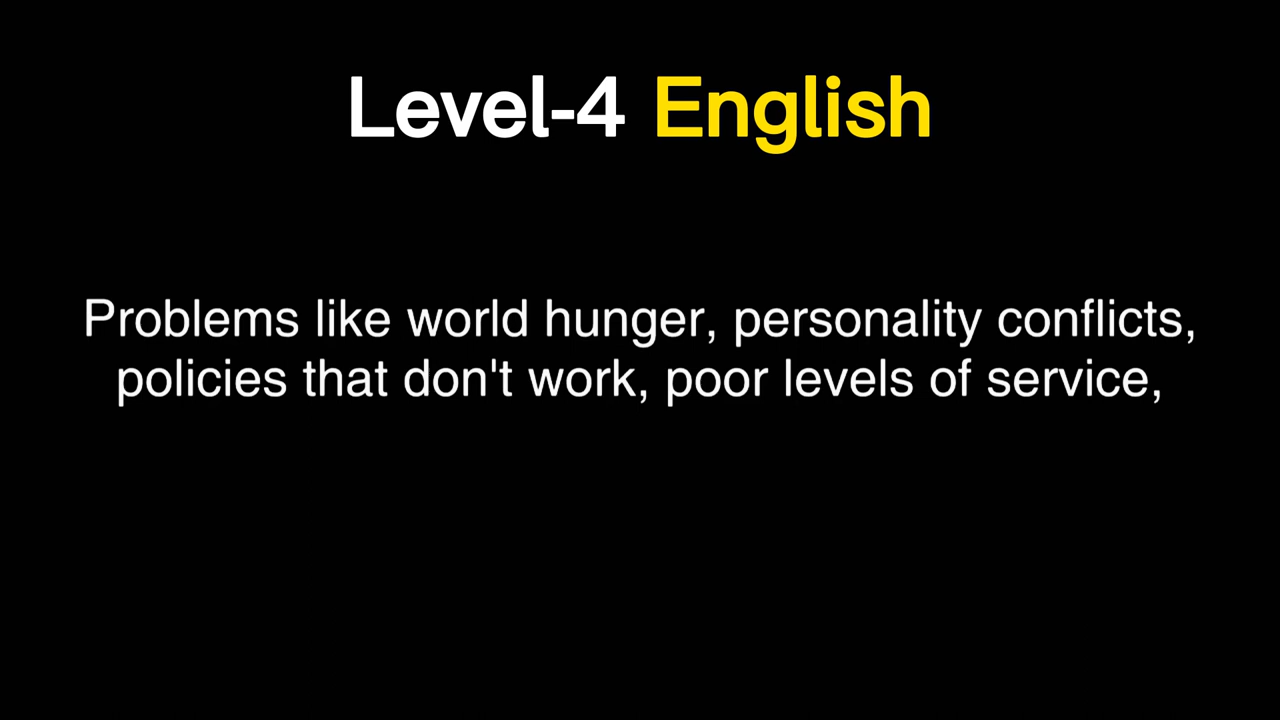 Level-4 English
Problems like world hunger, personality conflicts,
policies that don't work, poor levels of service,